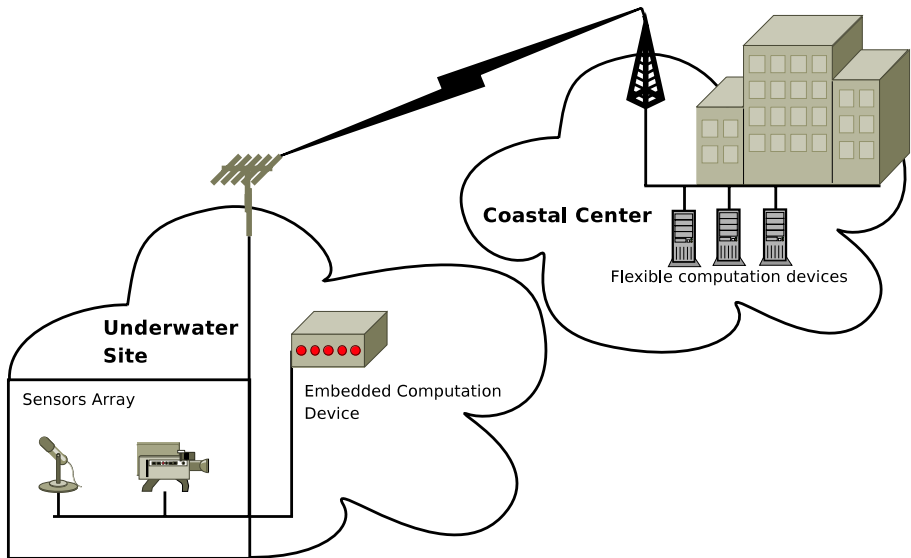 Coastal Center
Flexible computation devices
Underwater
Site
Embedded Computation
Device
Sensors Array